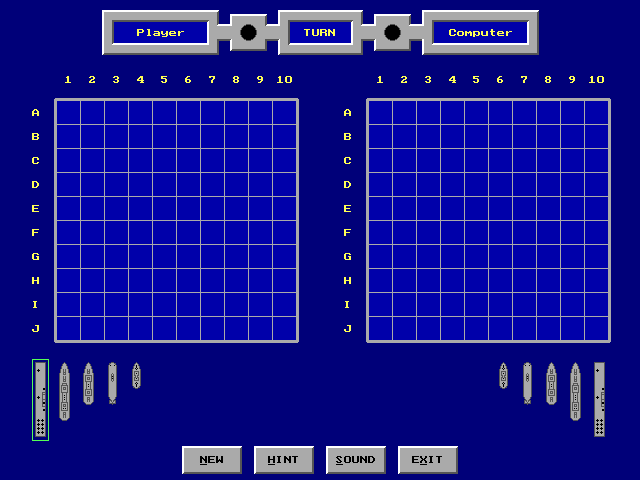 Player TURN Computer
1 2 3 4 5 6 7 8 9 10 1 2 3 4 5 6 7 8 9 10
A A
B B
C C
D D
E E
F F
G G
H H
I I
J J
NEW HINT SOUND EXIT